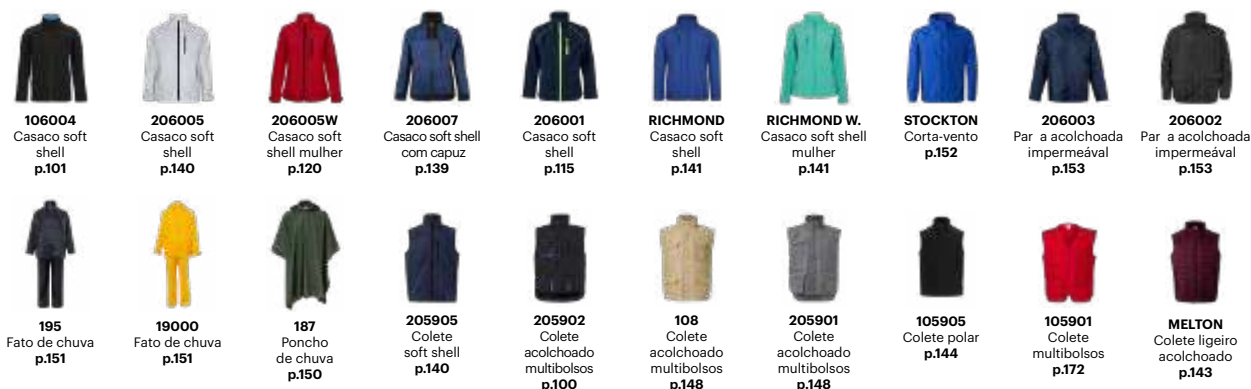 106004
Casaco soft
shell
p.101
206005
Casaco soft
shell
p.140
206005W
Casaco soft
shell mulher
p.120
206007
Casaco soft shell
com capuz
p.139
206001
Casaco soft
shell
p.115
RICHMOND
Casaco soft
shell
p.141
RICHMOND W.
Casaco soft shell
mulher
p.141
STOCKTON
Corta-vento
p.152
206003
Par a acolchoada
impermeával
p.153
206002
Par a acolchoada
impermeával
p.153
195
Fato de chuva
p.151
19000
Fato de chuva
p.151
187
Poncho
de chuva
p.150
205905
Colete
soft shell
p.140
205902
Colete
acolchoado
multibolsos
p.100
108
Colete
acolchoado
multibolsos
p.148
205901
Colete
acolchoado
multibolsos
p.148
105905
Colete polar
p.144
105901
Colete
multibolsos
p.172
MELTON
Colete ligeiro
acolchoado
p.143